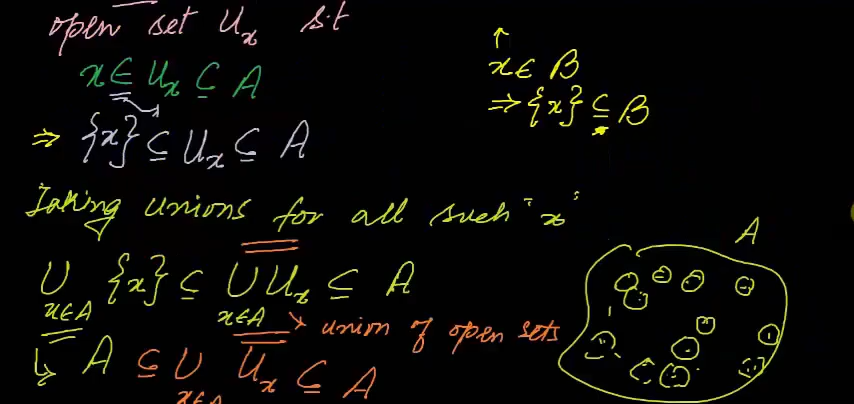 open set Uₓ s.t
x ∈ Uₓ ⊆ A
⇒ {x} ⊆ Uₓ ⊆ A
↑
x ∈ B
⇒ {x} ⊆ B
Taking unions for all such "x"
∪ {x} ⊆ ∪ Uₓ ⊆ A
x∈A x∈A
→ union of open sets
↳ A ⊆ ∪ Uₓ ⊆ A
x∈A
A